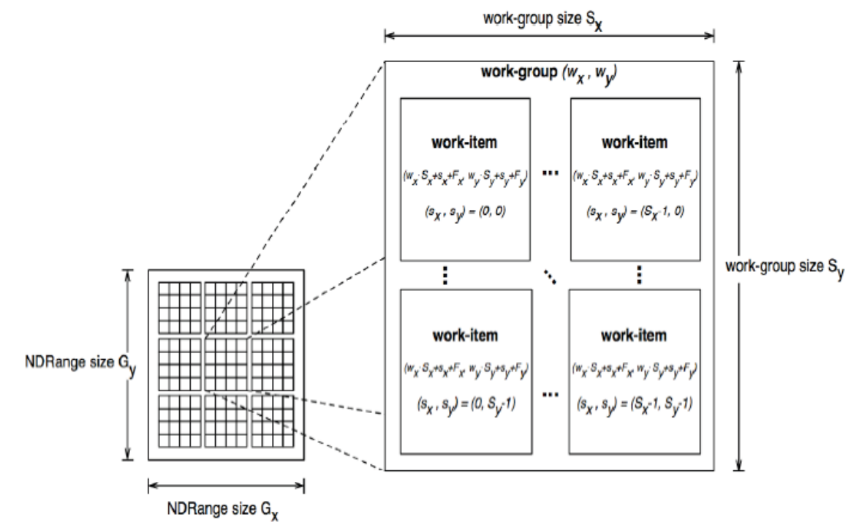 work-group size Sx
work-group (wx , wy)
work-item
work-item
(wx·Sx+sx+Fx, wy·Sy+sy+Fy)
...
(wx·Sx+sx+Fx, wy·Sy+sy+Fy)
(sx , sy) = (0, 0)
(sx , sy) = (Sx-1, 0)
work-group size Sy
work-item
work-item
NDRange size Gy
(wx·Sx+sx+Fx, wy·Sy+sy+Fy)
(wx·Sx+sx+Fx, wy·Sy+sy+Fy)
...
(sx , sy) = (0, Sy-1)
(sx , sy) = (Sx-1, Sy-1)
NDRange size Gx